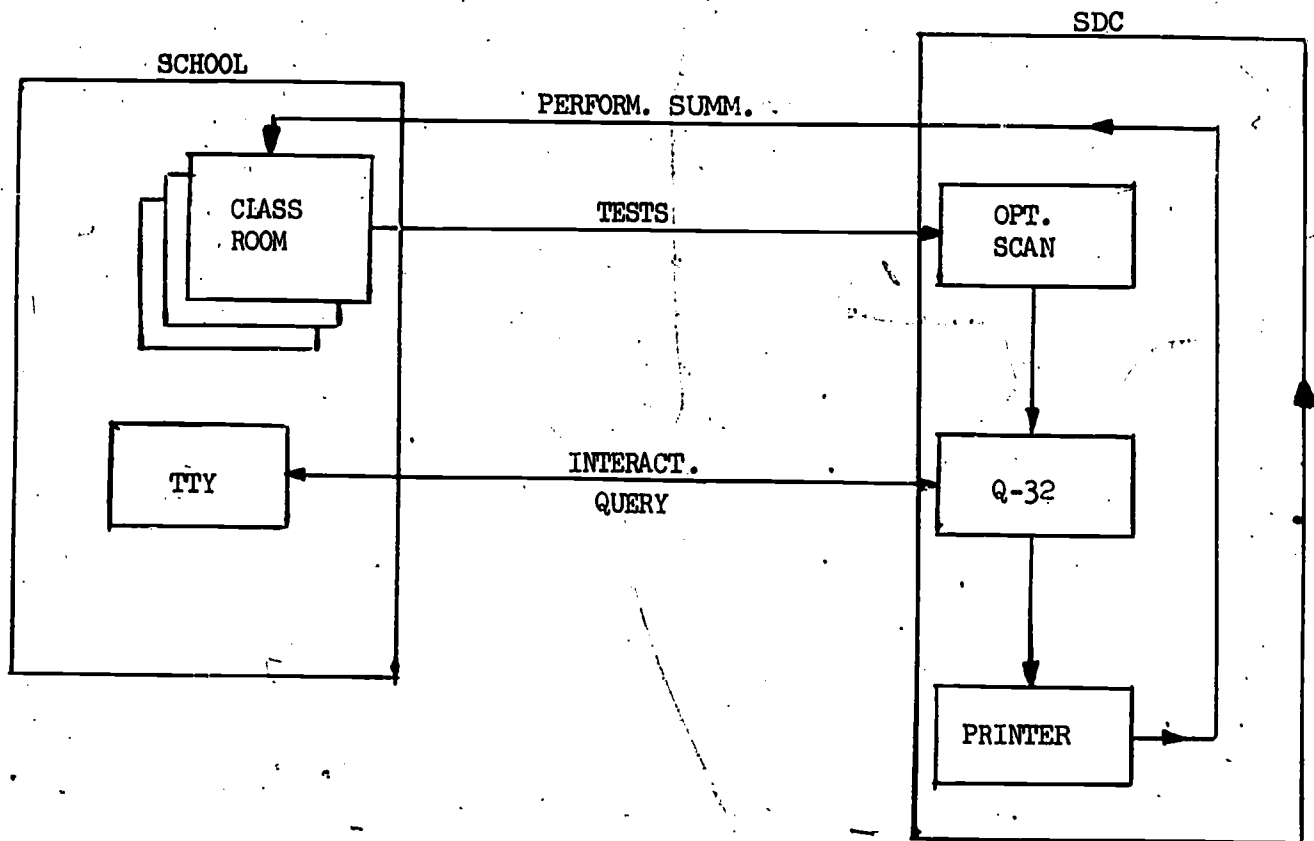 SDC
SCHOOL
PERFORM. SUMM.
CLASS
ROOM
TESTS
OPT.
SCAN
TTY
INTERACT.
QUERY
Q-32
PRINTER